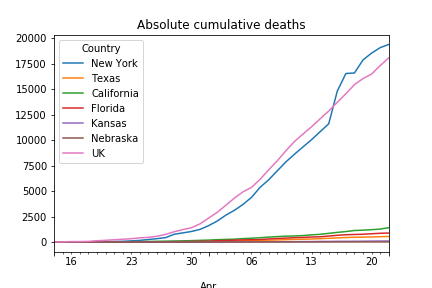 Absolute cumulative deaths
20000
17500
15000
12500
10000
7500
5000
2500
0
Country
New York
Texas
California
Florida
Kansas
Nebraska
UK
16 23 30 06 13 20
Apr